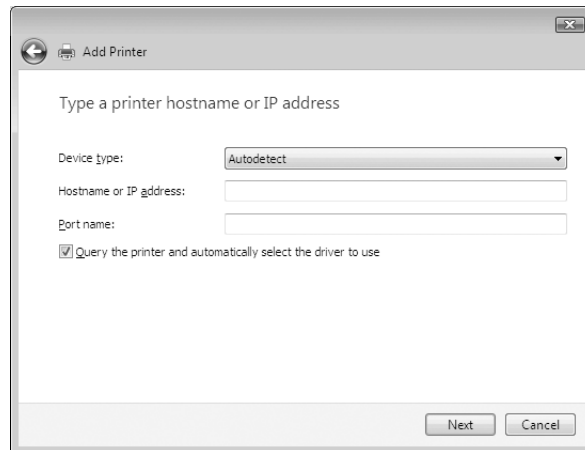 Add Printer
Type a printer hostname or IP address
Device type: Autodetect
Hostname or IP address:
Port name:
Query the printer and automatically select the driver to use
Next Cancel